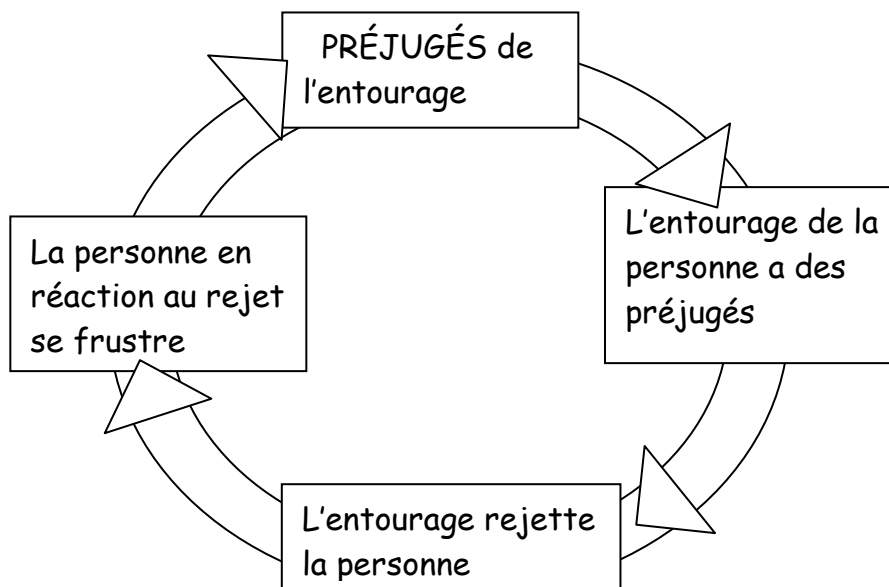 PRÉJUGÉS de
l'entourage
L'entourage de la
personne a des
préjugés
L'entourage rejette
la personne
La personne en
réaction au rejet
se frustre